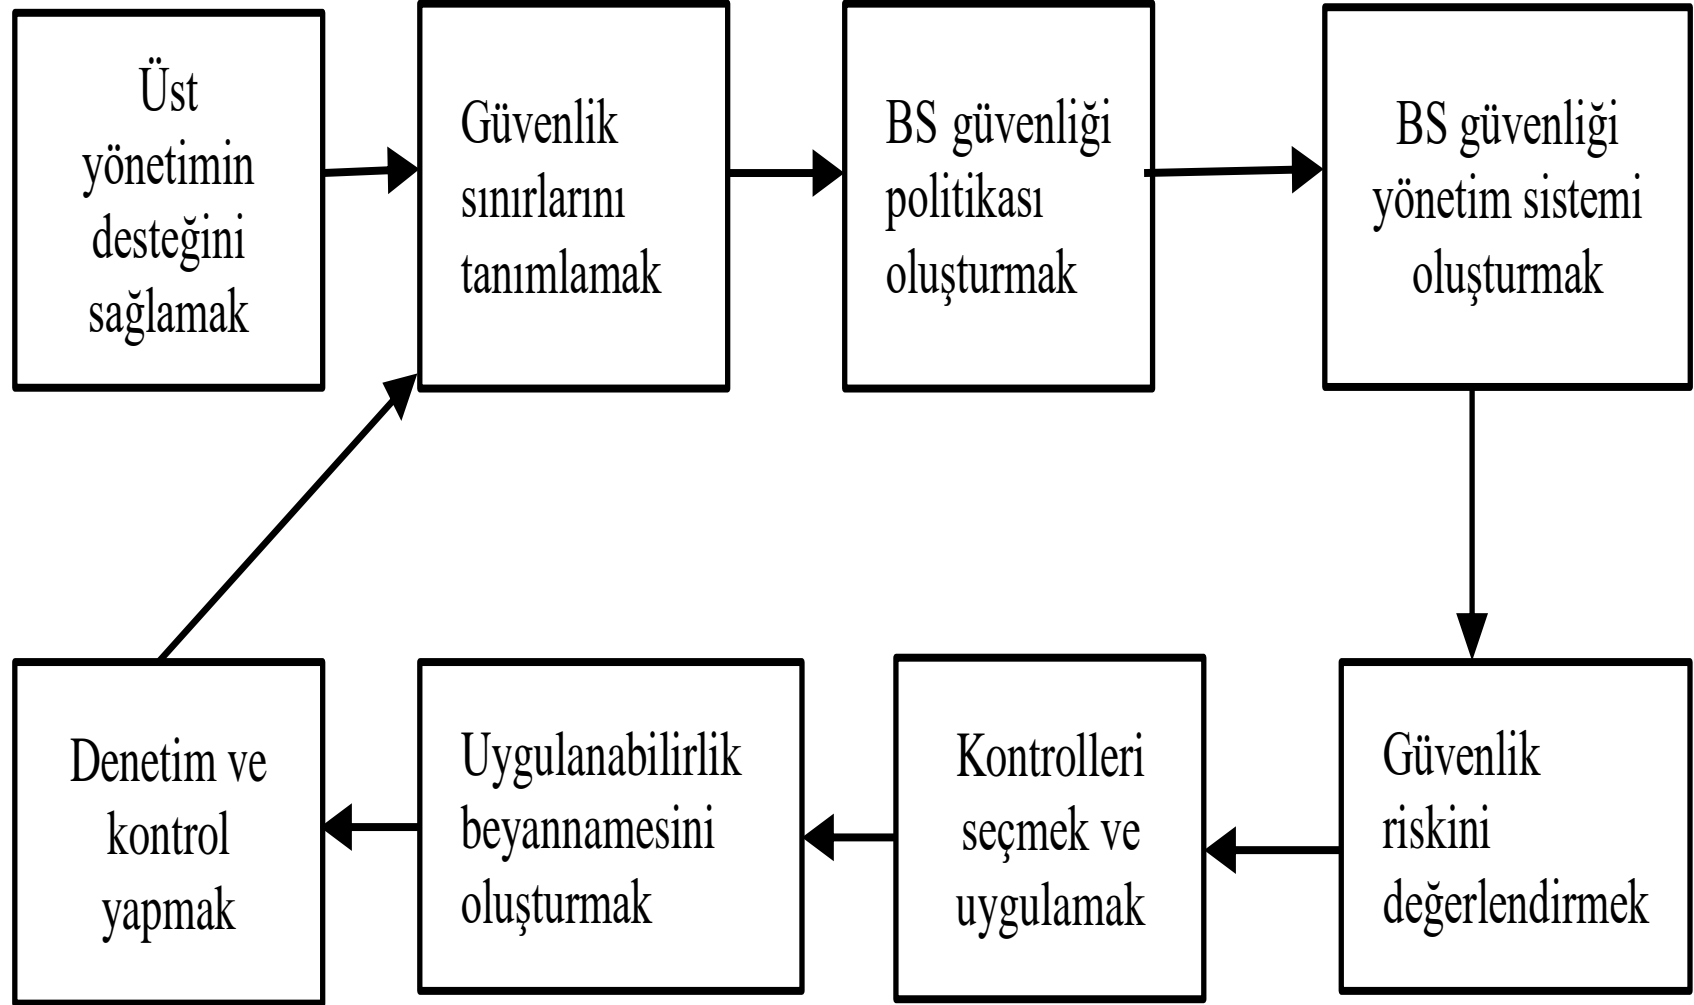 Üst
yönetimin
desteğini
sağlamak
Güvenlik
sınırlarını
tanımlamak
BS güvenliği
politikası
oluşturmak
BS güvenliği
yönetim sistemi
oluşturmak
Denetim ve
kontrol
yapmak
Uygulanabilirlik
beyannamesini
oluşturmak
Kontrolleri
seçmek ve
uygulamak
Güvenlik
riskini
değerlendirmek